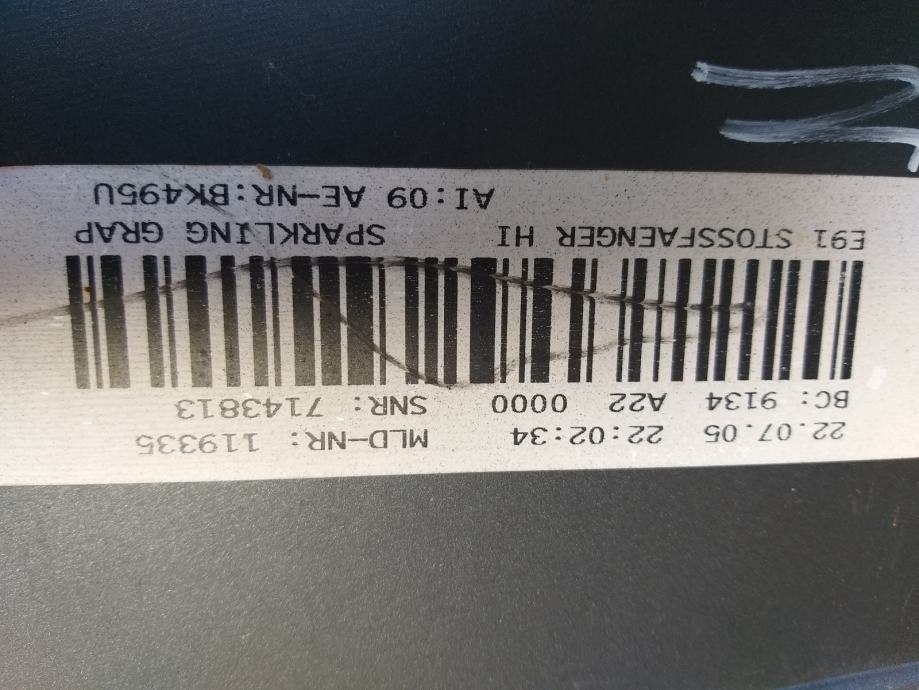 22.07.05 22:02:34 MLD-NR: 119335
BC: 9134 A22 0000 SNR: 7143813
E91 STOSSFAENGER HI SPARKLING GRAP
AI:09 AE-NR:BK495U